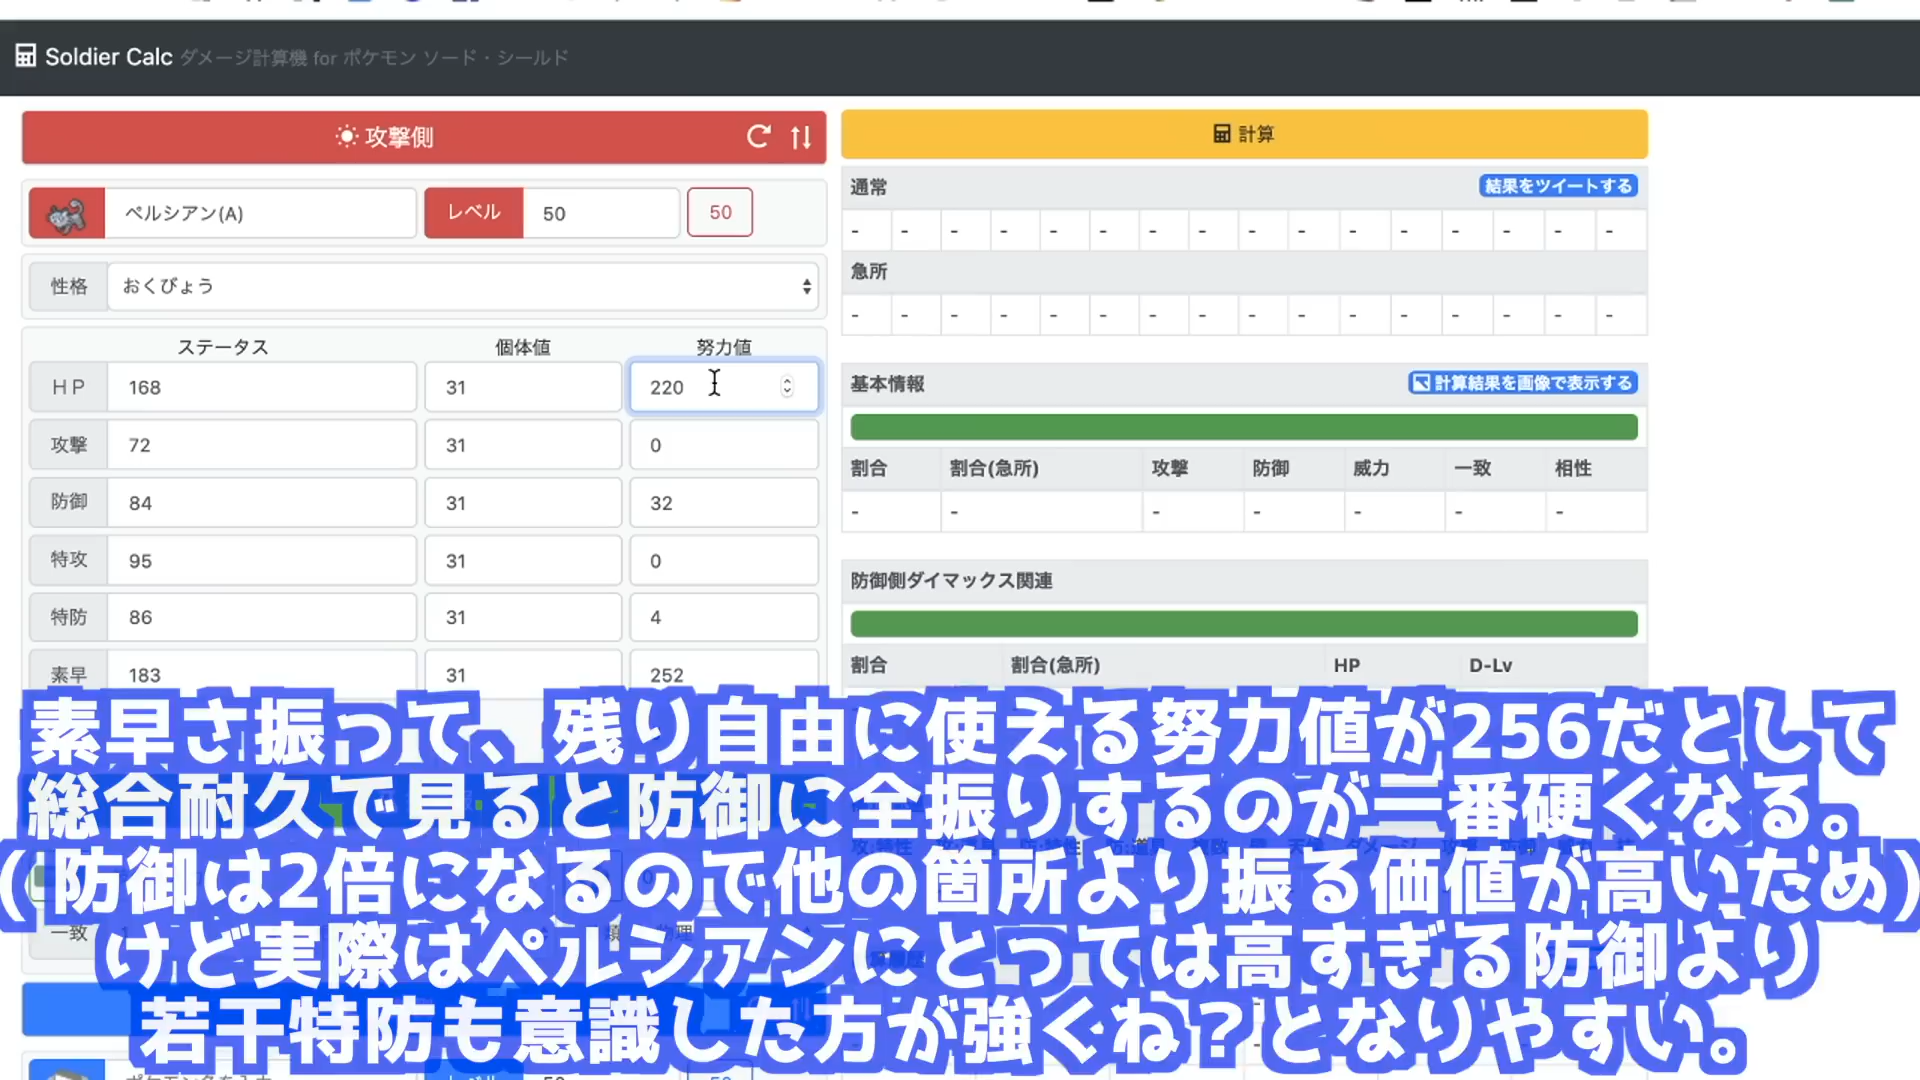 Soldier Calc ダメージ計算機 for ポケモン ソード・シールド
攻撃側
ペルシアン(A) レベル 50 50
性格 おくびょう
ステータス 個体値 努力値
HP 168 31 220
攻撃 72 31 0
防御 84 31 32
特攻 95 31 0
特防 86 31 4
素早 183 31 252
計算
通常 結果をツイートする
- - - - - - - - - - - - - - - -
急所
- - - - - - - - - - - - - - - -
基本情報 計算結果を画像で表示する
割合 割合(急所) 攻撃 防御 威力 一致 相性
- - - - - - -
防御側ダイマックス関連
割合 割合(急所) HP D-Lv
素早さ振って、残り自由に使える努力値が256だとして
総合耐久で見ると防御に全振りするのが一番硬くなる。
(防御は2倍になるので他の箇所より振る価値が高いため)
一致
けど実際はペルシアンにとっては高すぎる防御より
若干特防も意識した方が強くね？となりやすい。